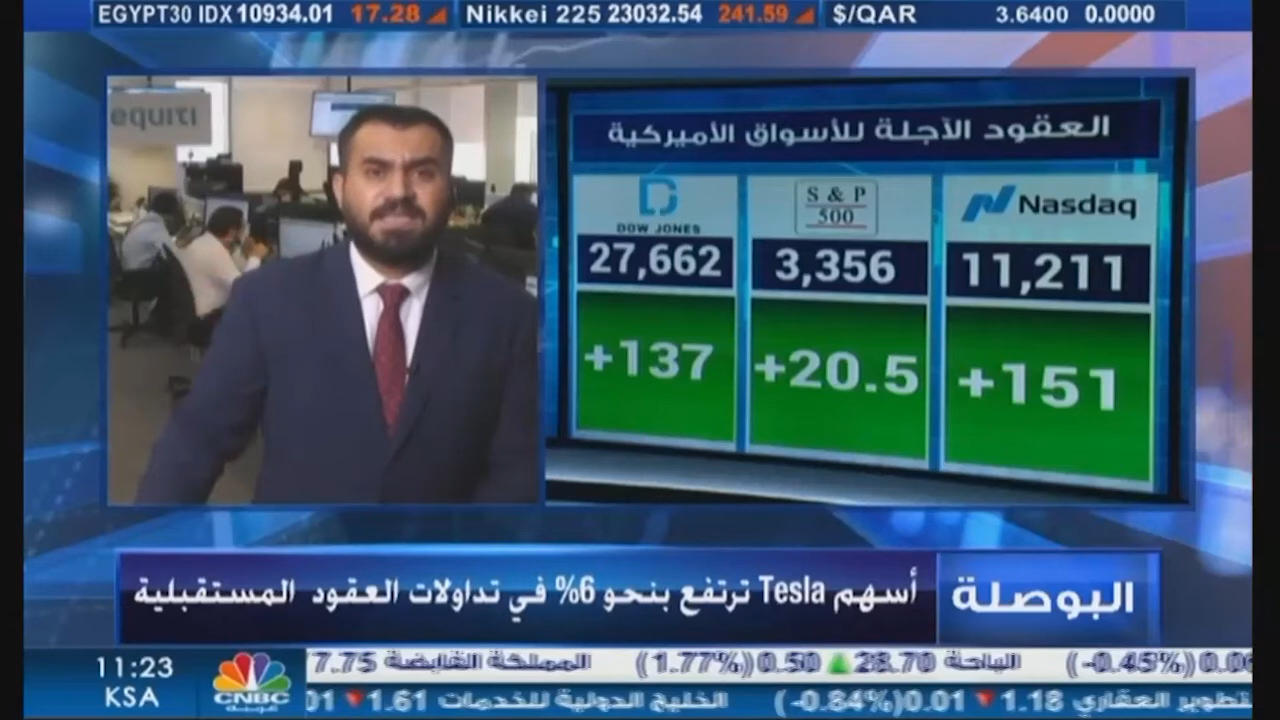 EGYPT30 IDX 10934.01 17.28 Nikkei 225 23032.54 241.59 $/QAR 3.6400 0.0000
equiti
العقود الآجلة للأسواق الأميركية
DOW JONES S & P 500 Nasdaq
27,662 3,356 11,211
+137 +20.5 +151
البوصلة
أسهم Tesla ترتفع بنحو 6% في تداولات العقود المستقبلية
11:23
KSA
CNBC
عربية
(-0.45%) الباحة 28.70 0.50 (1.77%) المملكة القابضة 7.75
تطوير العقاري 1.18 0.01 (-0.84%) الخليج الدولية للخدمات 1.61